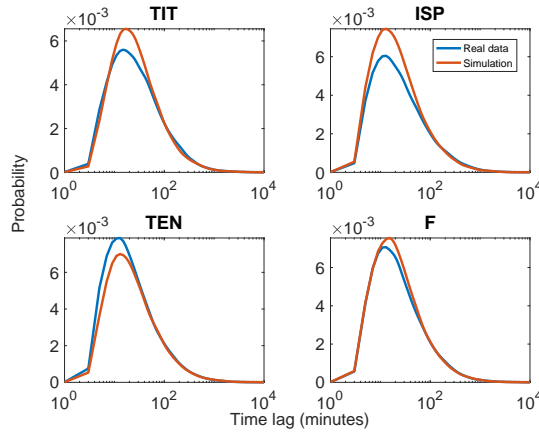 TIT
×10⁻³
6
4
2
0
10⁰ 10² 10⁴
ISP
×10⁻³
6
4
2
0
10⁰ 10² 10⁴
Real data
Simulation
Probability
TEN
×10⁻³
6
4
2
0
10⁰ 10² 10⁴
F
×10⁻³
6
4
2
0
10⁰ 10² 10⁴
Time lag (minutes)